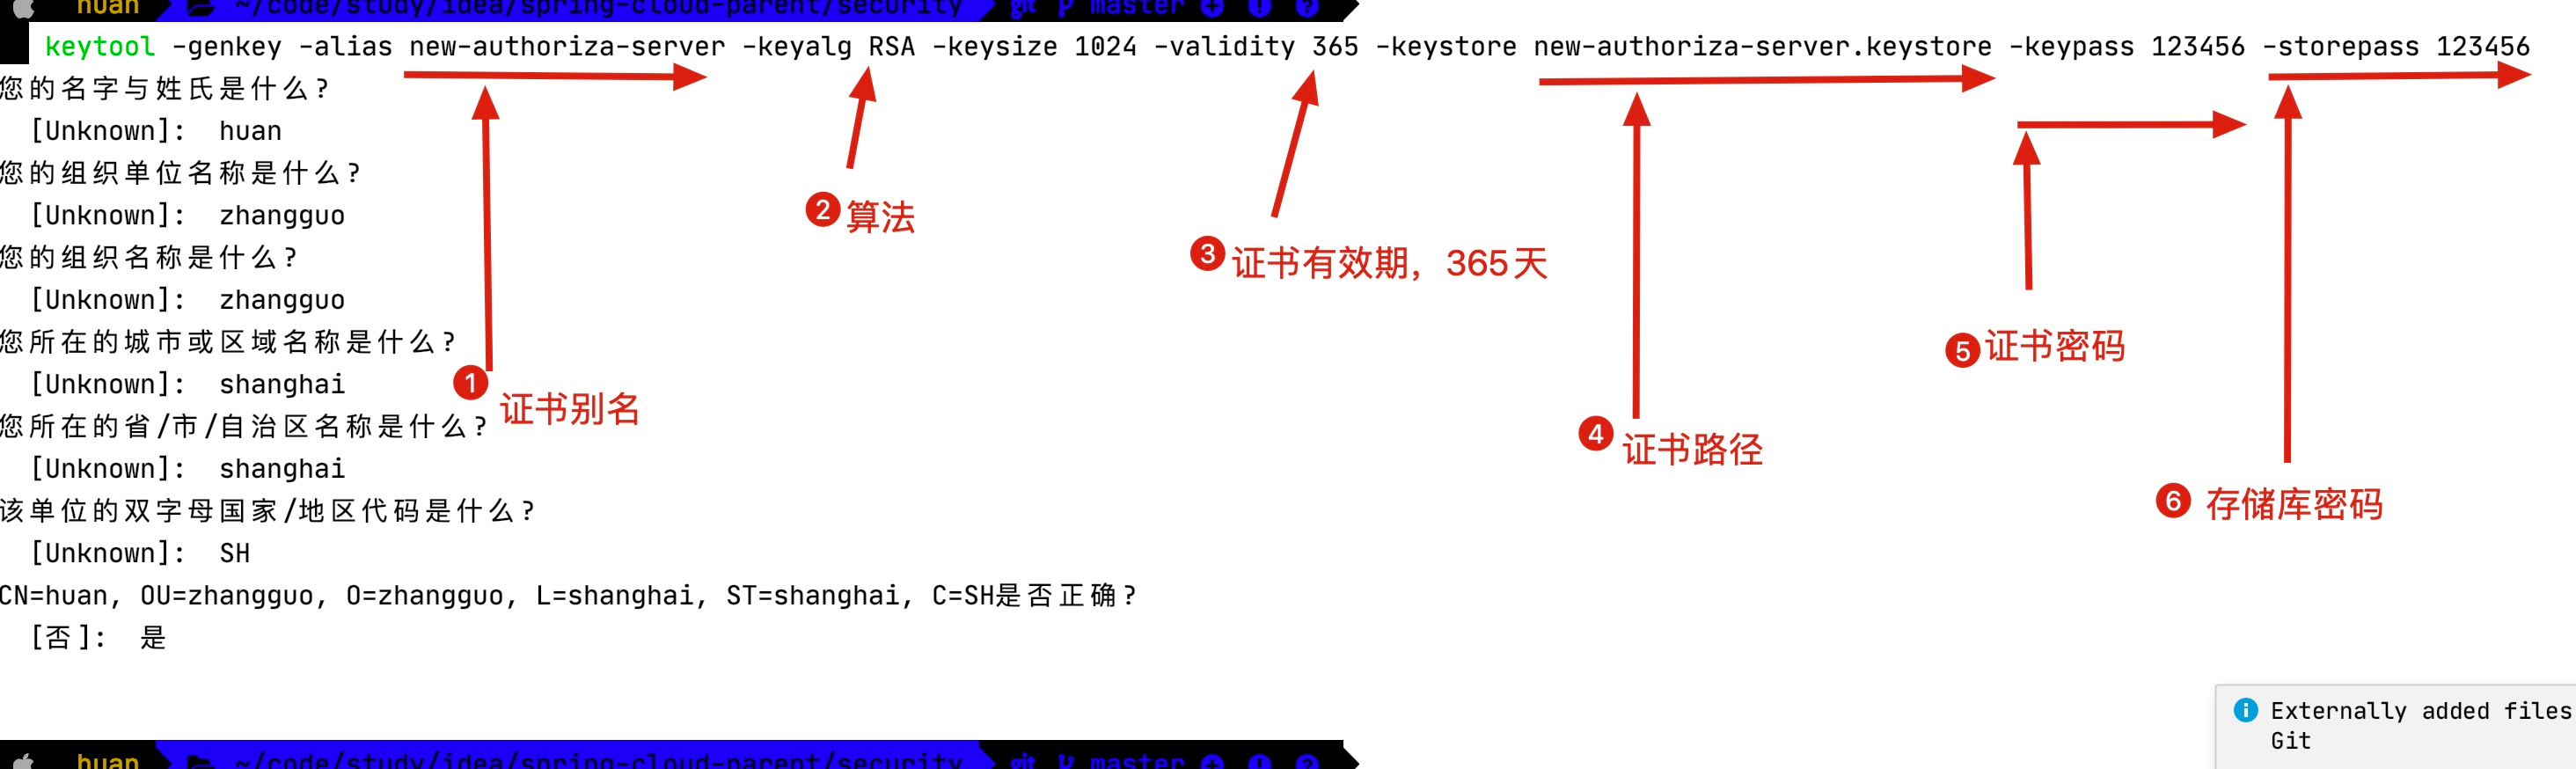 huan ~/code/study/idea/spring-cloud-parent/security git master
keytool -genkey -alias new-authoriza-server -keyalg RSA -keysize 1024 -validity 365 -keystore new-authoriza-server.keystore -keypass 123456 -storepass 123456
您的名字与姓氏是什么?
[Unknown]: huan
您的组织单位名称是什么?
[Unknown]: zhangguo
2 算法
您的组织名称是什么?
3 证书有效期，365天
[Unknown]: zhangguo
您所在的城市或区域名称是什么?
5 证书密码
[Unknown]: shanghai
1 证书别名
您所在的省/市/自治区名称是什么?
4 证书路径
[Unknown]: shanghai
该单位的双字母国家/地区代码是什么?
6 存储库密码
[Unknown]: SH
CN=huan, OU=zhangguo, O=zhangguo, L=shanghai, ST=shanghai, C=SH是否正确?
[否]: 是
Externally added files
Git
huan ~/code/study/idea/spring-cloud-parent/security git master